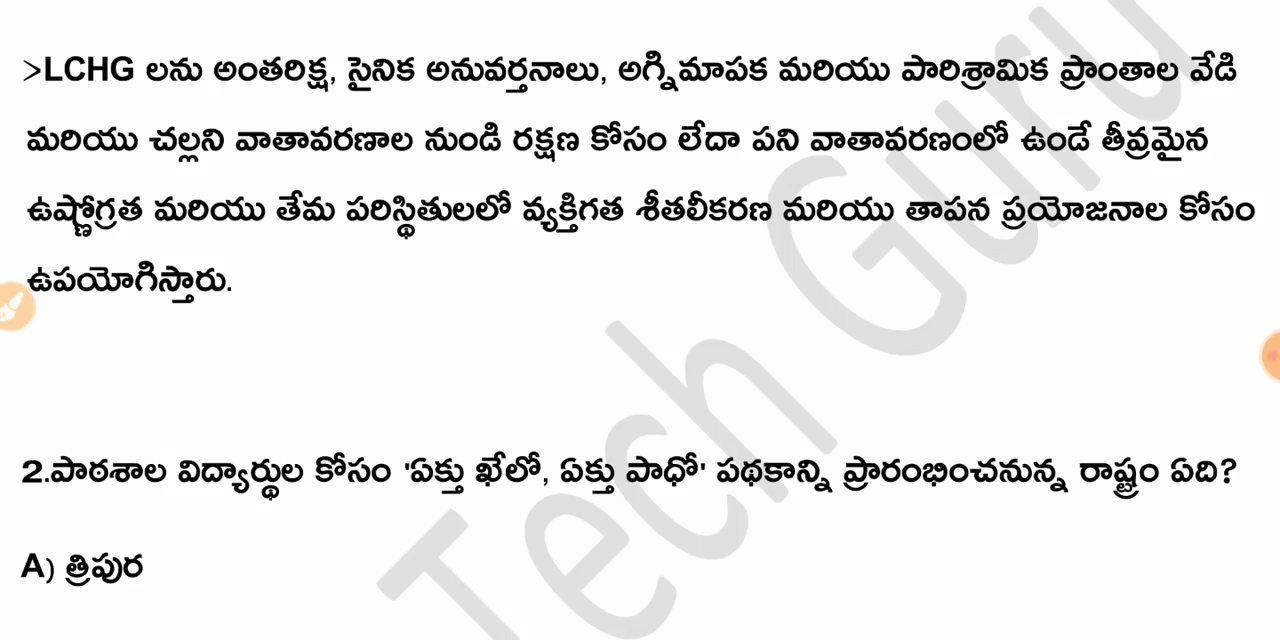 >LCHG లను అంతరిక్ష, సైనిక అనువర్తనాలు, అగ్నిమాపక మరియు పారిశ్రామిక ప్రాంతాల వేడి
మరియు చల్లని వాతావరణాల నుండి రక్షణ కోసం లేదా పని వాతావరణంలో ఉండే తీవ్రమైన
ఉష్ణోగ్రత మరియు తేమ పరిస్థితులలో వ్యక్తిగత శీతలీకరణ మరియు తాపన ప్రయోజనాల కోసం
ఉపయోగిస్తారు.
2.పాఠశాల విద్యార్థుల కోసం 'ఏక్తు ఖేలో, ఏక్తు పాధో' పథకాన్ని ప్రారంభించనున్న రాష్ట్రం ఏది?
A) త్రిపుర
Tech Guru